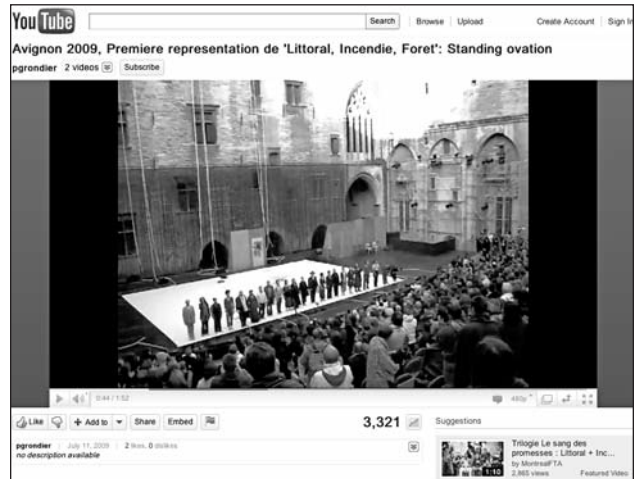 You Tube Search Browse Upload Create Account Sign In
Avignon 2009, Premiere representation de 'Littoral, Incendie, Foret': Standing ovation
pgrondier 2 videos Subscribe
0:44 / 1:52 480p
Like Add to Share Embed 3,321
pgrondier July 11, 2009 2 likes, 0 dislikes
no description available
Suggestions
Trilogie Le sang des
promesses : Littoral + Inc...
by MontrealFTA
2,865 views Featured Video
1:10